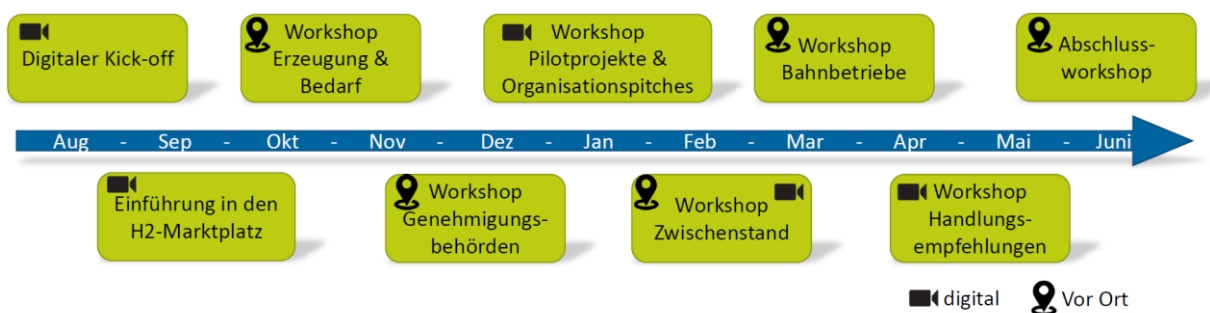 Digitaler Kick-off
Workshop
Erzeugung &
Bedarf
Workshop
Pilotprojekte &
Organisationspitches
Workshop
Bahnbetriebe
Abschluss-
workshop
Aug - Sep - Okt - Nov - Dez - Jan - Feb - Mar - Apr - Mai - Juni
Einführung in den
H2-Marktplatz
Workshop
Genehmigungs-
behörden
Workshop
Zwischenstand
Workshop
Handlungs-
empfehlungen
digital
Vor Ort